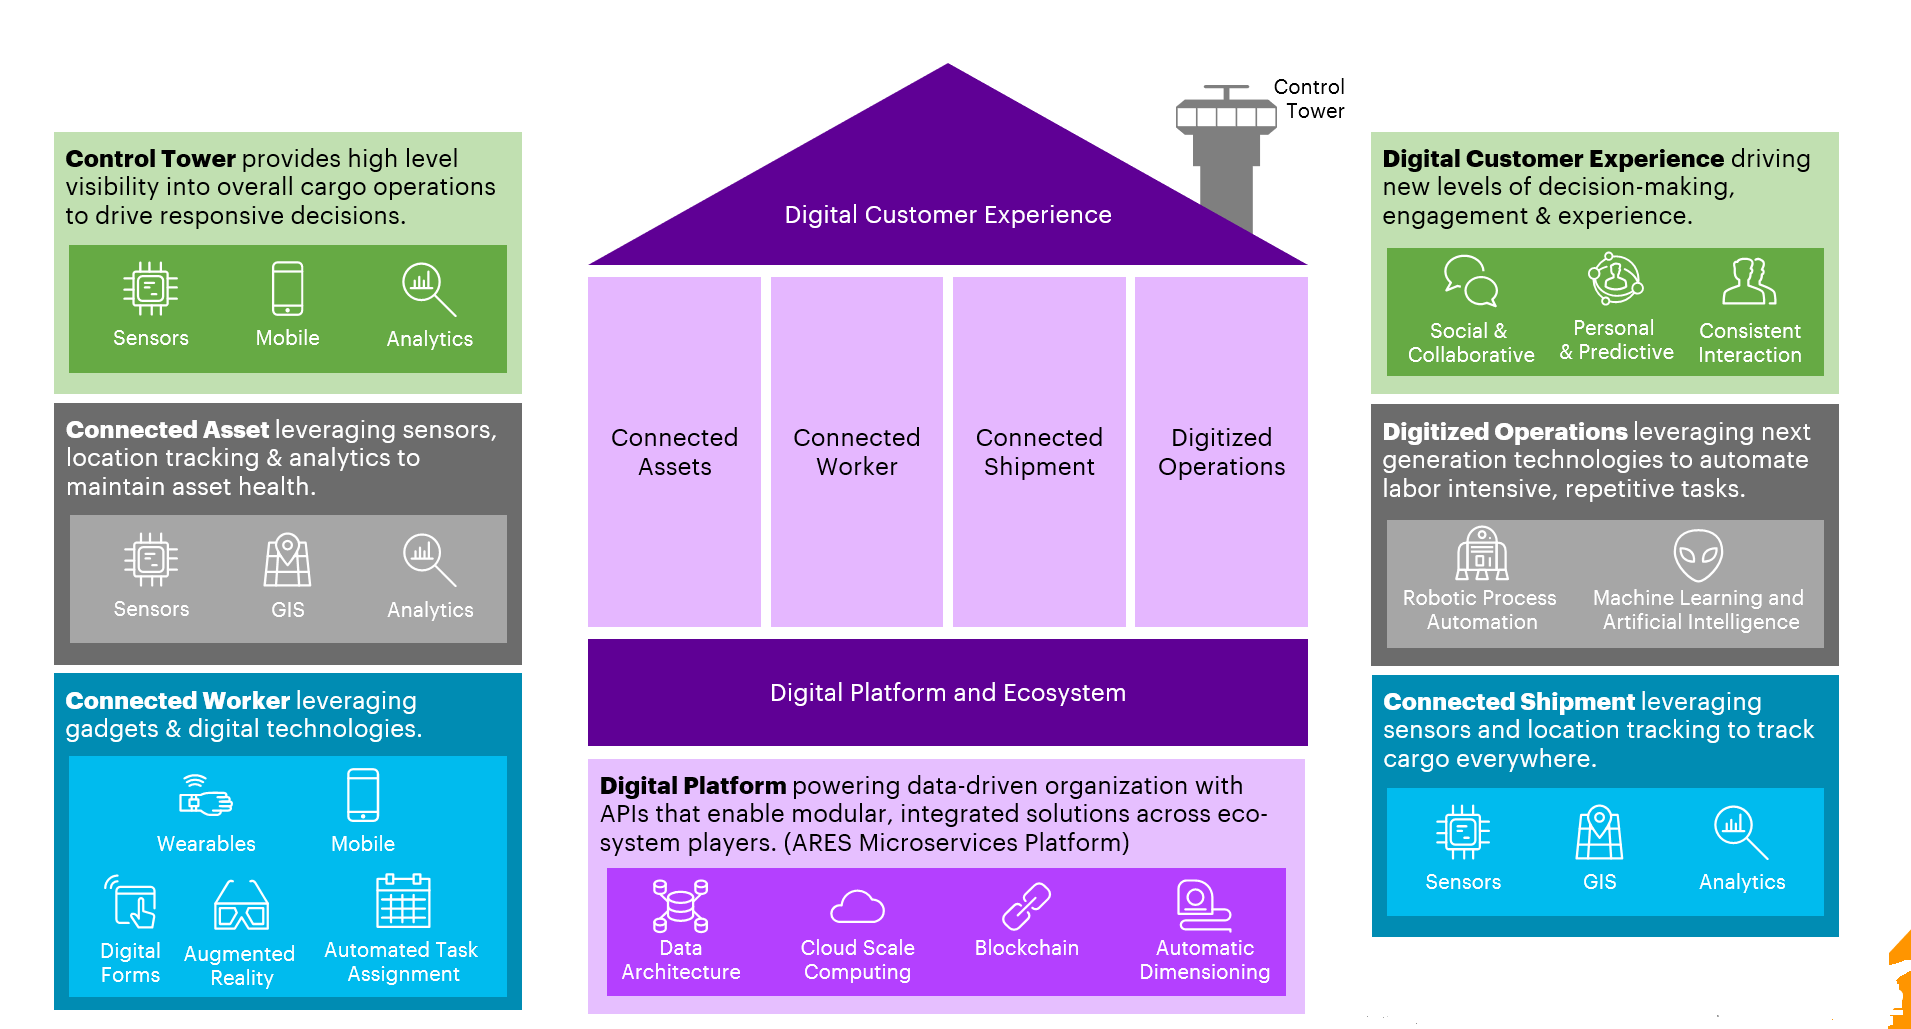 Control Tower provides high level
visibility into overall cargo operations
to drive responsive decisions.
Sensors
Mobile
Analytics
Connected Asset leveraging sensors,
location tracking & analytics to
maintain asset health.
Sensors
GIS
Analytics
Connected Worker leveraging
gadgets & digital technologies.
Wearables
Mobile
Digital
Forms
Augmented
Reality
Automated Task
Assignment
Control
Tower
Digital Customer Experience
Connected
Assets
Connected
Worker
Connected
Shipment
Digitized
Operations
Digital Platform and Ecosystem
Digital Platform powering data-driven organization with
APIs that enable modular, integrated solutions across eco-
system players. (ARES Microservices Platform)
Data
Architecture
Cloud Scale
Computing
Blockchain
Automatic
Dimensioning
Digital Customer Experience driving
new levels of decision-making,
engagement & experience.
Social &
Collaborative
Personal
& Predictive
Consistent
Interaction
Digitized Operations leveraging next
generation technologies to automate
labor intensive, repetitive tasks.
Robotic Process
Automation
Machine Learning and
Artificial Intelligence
Connected Shipment leveraging
sensors and location tracking to track
cargo everywhere.
Sensors
GIS
Analytics